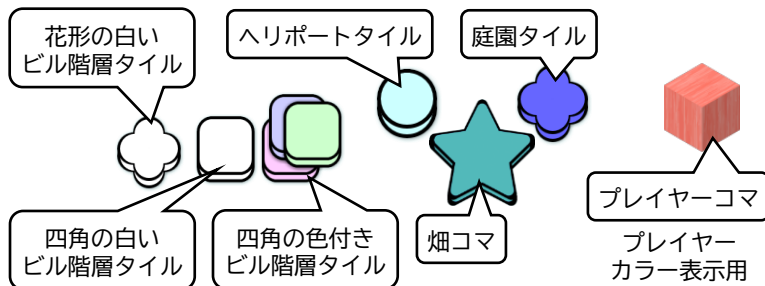 花形の白い
ビル階層タイル
ヘリポートタイル
庭園タイル
四角の白い
ビル階層タイル
四角の色付き
ビル階層タイル
畑コマ
プレイヤーコマ
プレイヤー
カラー表示用